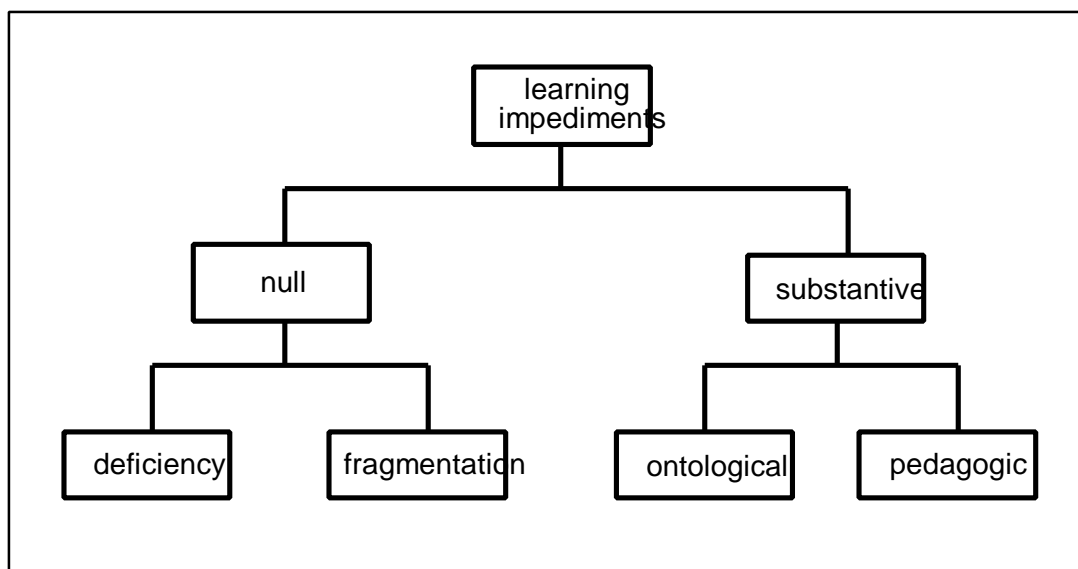 learning
impediments
null
substantive
deficiency
fragmentation
ontological
pedagogic